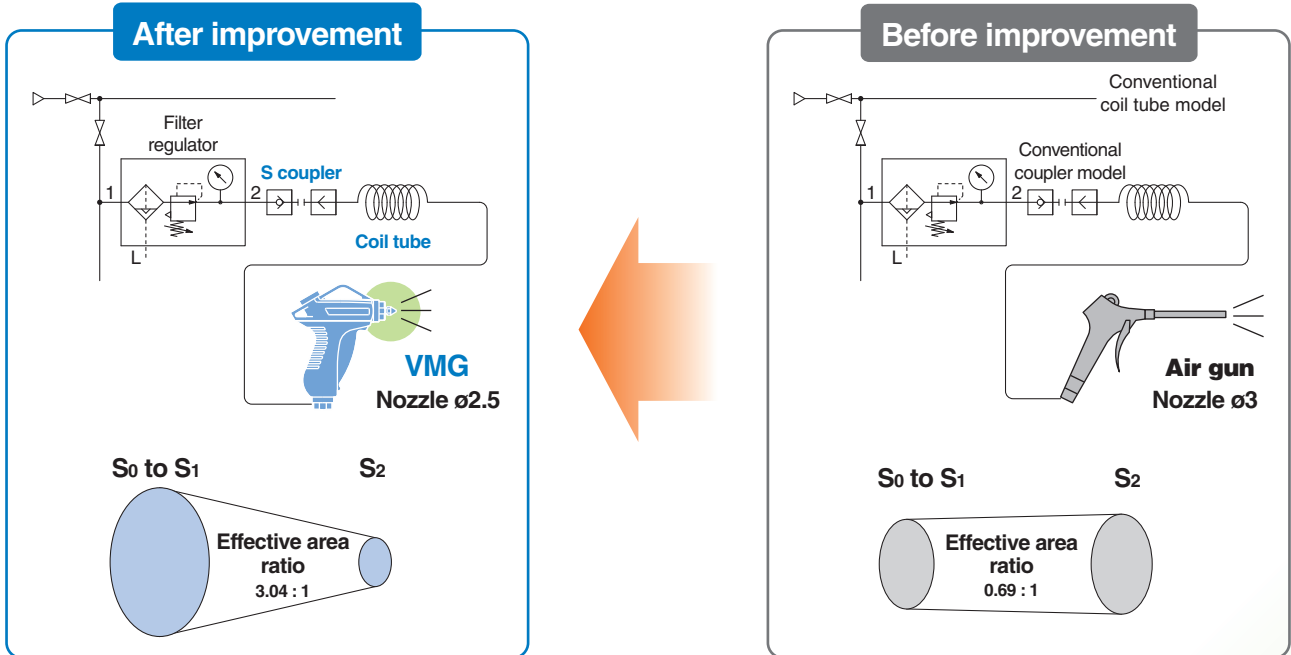 After improvement
Filter
regulator
S coupler
1
2
L
Coil tube
VMG
Nozzle ø2.5
S0 to S1
S2
Effective area
ratio
3.04 : 1
Before improvement
Conventional
coil tube model
Conventional
coupler model
1
2
L
Air gun
Nozzle ø3
S0 to S1
S2
Effective area
ratio
0.69 : 1